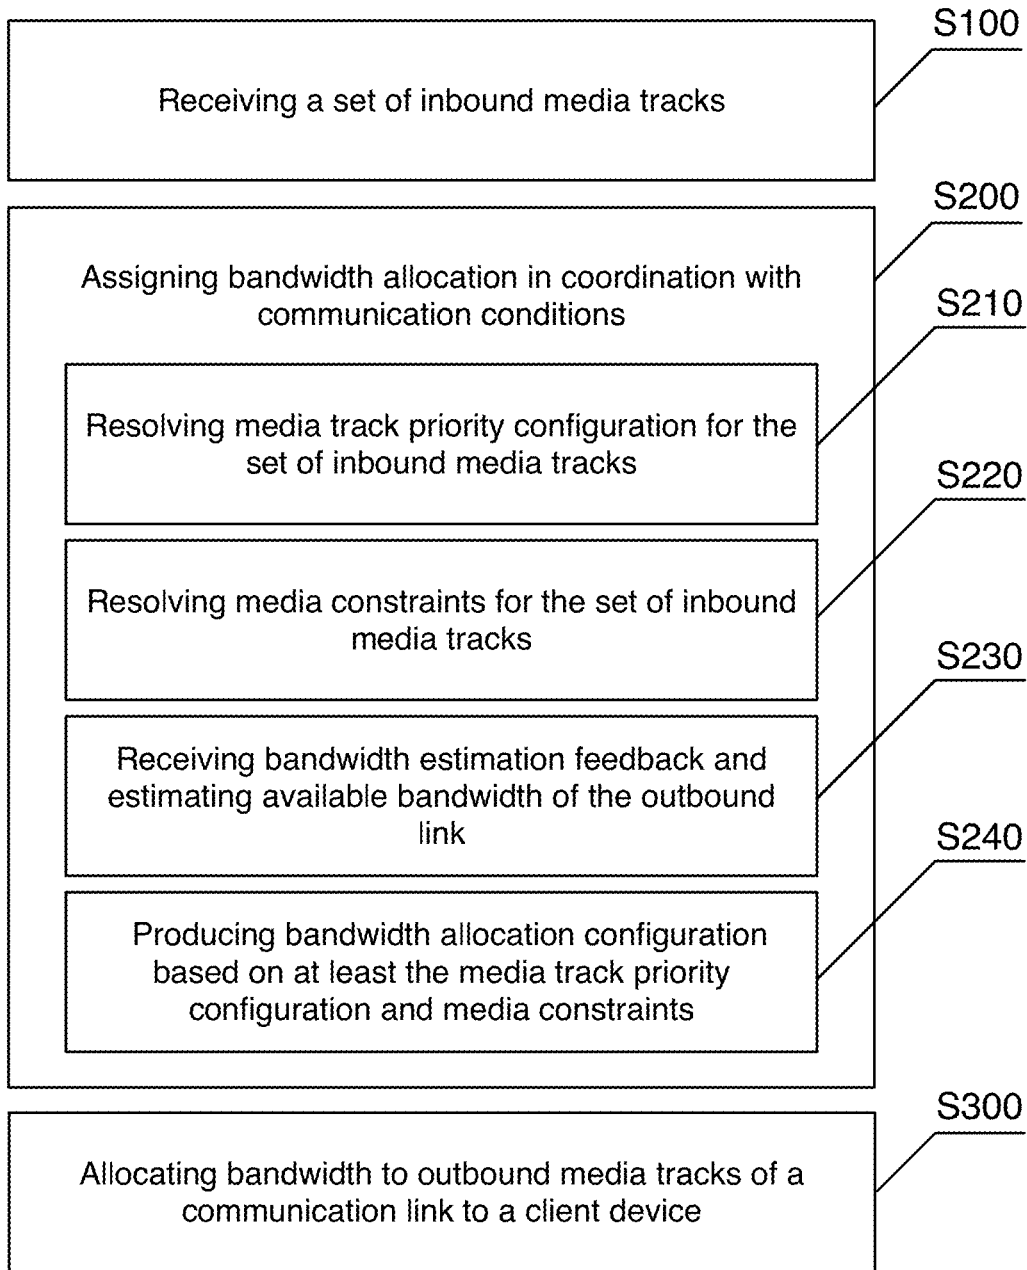 S100
Receiving a set of inbound media tracks
S200
Assigning bandwidth allocation in coordination with
communication conditions
S210
Resolving media track priority configuration for the
set of inbound media tracks
S220
Resolving media constraints for the set of inbound
media tracks
S230
Receiving bandwidth estimation feedback and
estimating available bandwidth of the outbound
link
S240
Producing bandwidth allocation configuration
based on at least the media track priority
configuration and media constraints
S300
Allocating bandwidth to outbound media tracks of a
communication link to a client device